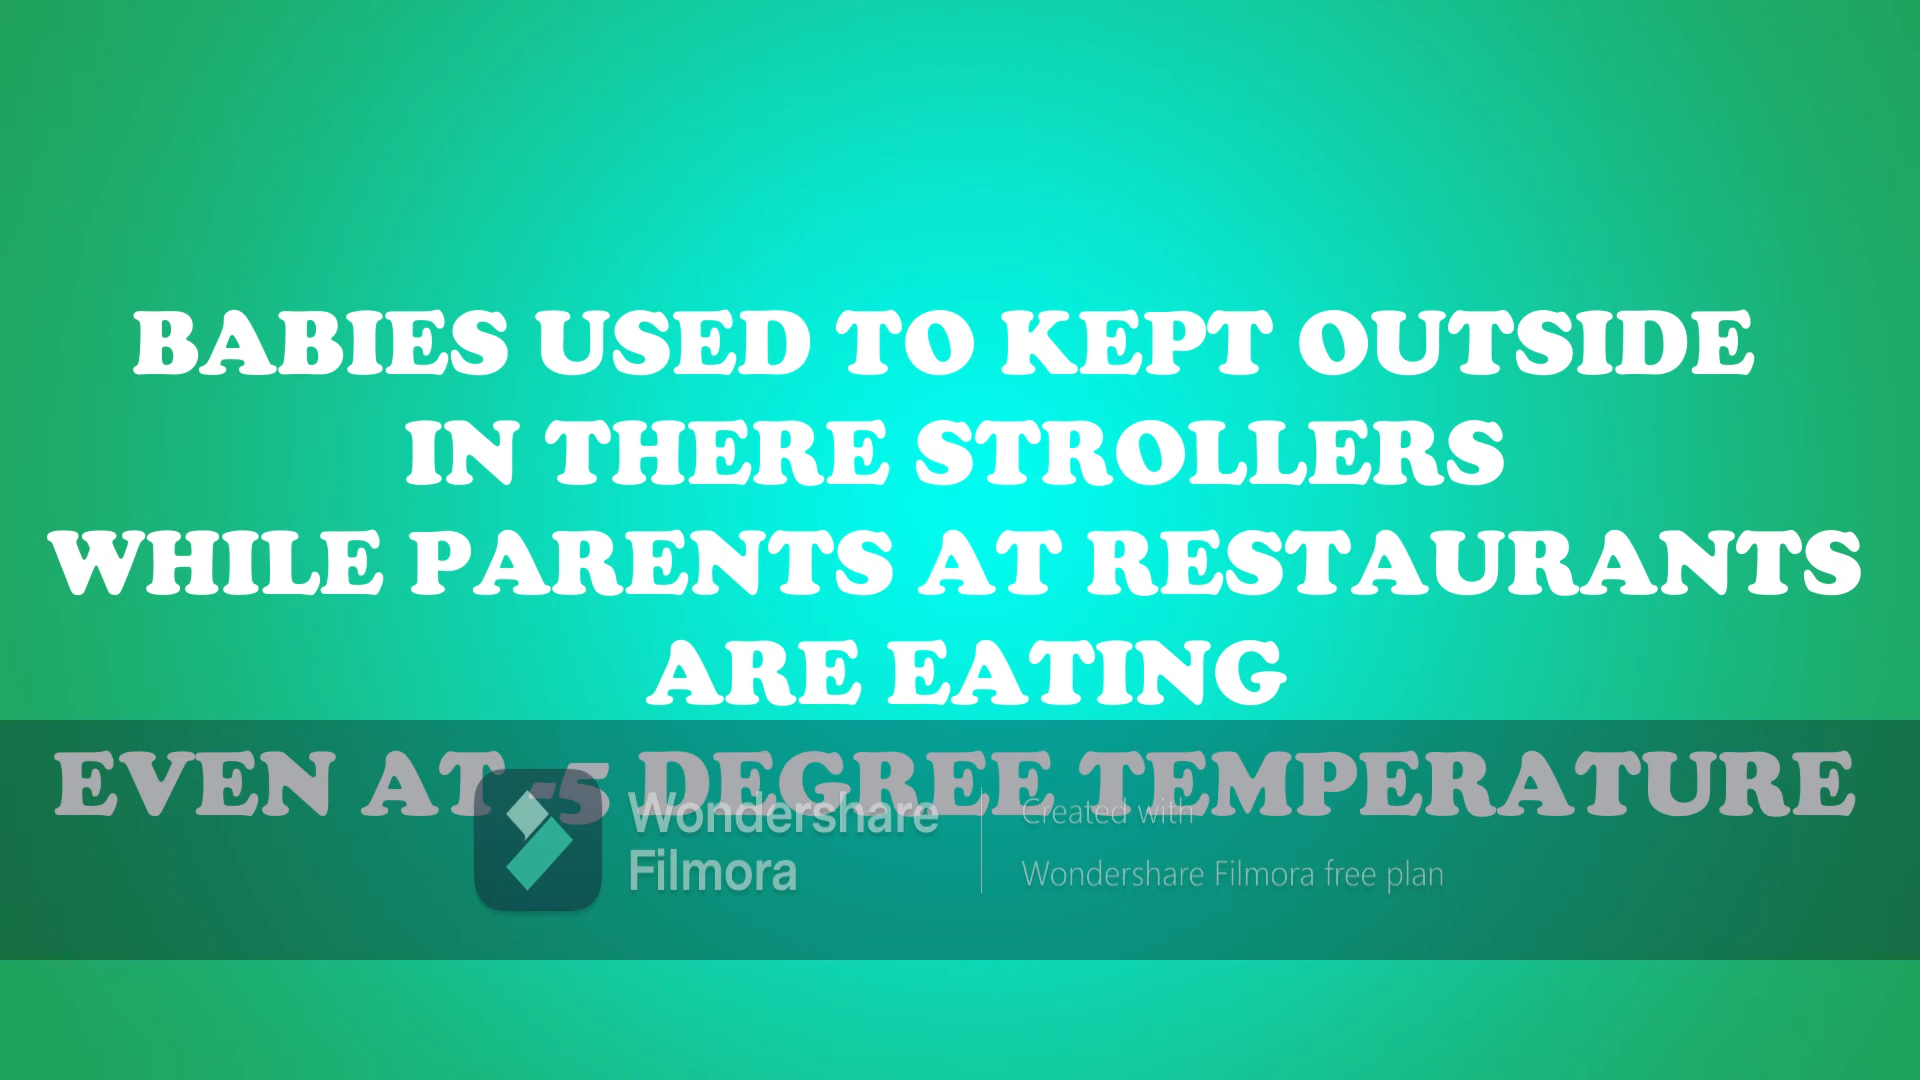 BABIES USED TO KEPT OUTSIDE
IN THERE STROLLERS
WHILE PARENTS AT RESTAURANTS
ARE EATING
EVEN AT -5 DEGREE TEMPERATURE
Wondershare
Filmora
Created with
Wondershare Filmora free plan